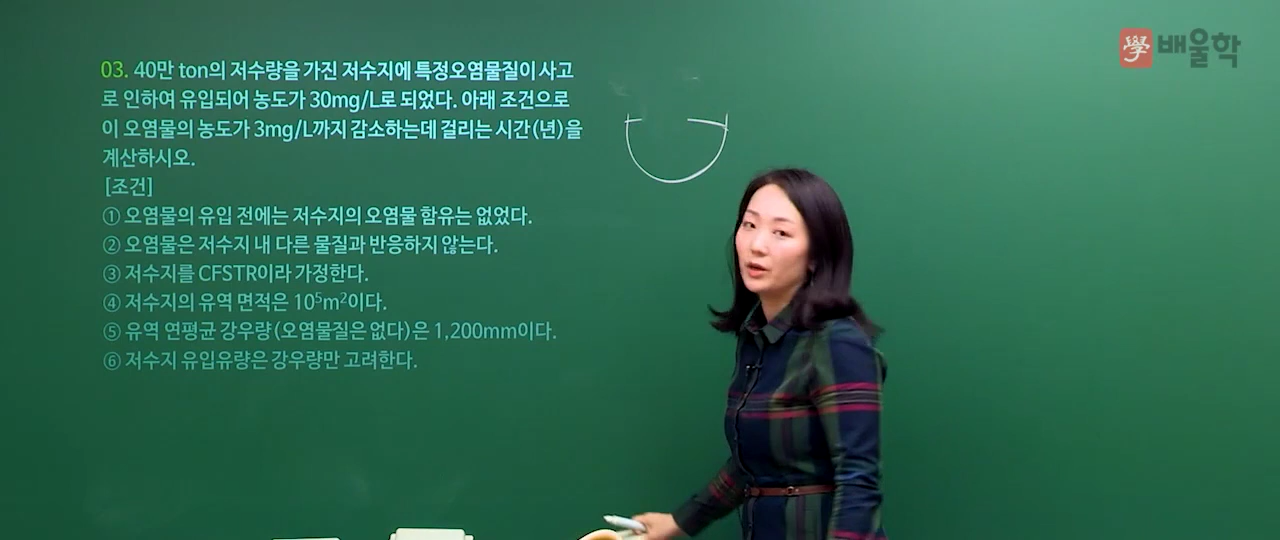 學 배울학
03. 40만 ton의 저수량을 가진 저수지에 특정오염물질이 사고
로 인하여 유입되어 농도가 30mg/L로 되었다. 아래 조건으로
이 오염물의 농도가 3mg/L까지 감소하는데 걸리는 시간(년)을
계산하시오.
[조건]
① 오염물의 유입 전에는 저수지의 오염물 함유는 없었다.
② 오염물은 저수지 내 다른 물질과 반응하지 않는다.
③ 저수지를 CFSTR이라 가정한다.
④ 저수지의 유역 면적은 10⁵m²이다.
⑤ 유역 연평균 강우량(오염물질은 없다)은 1,200mm이다.
⑥ 저수지 유입유량은 강우량만 고려한다.